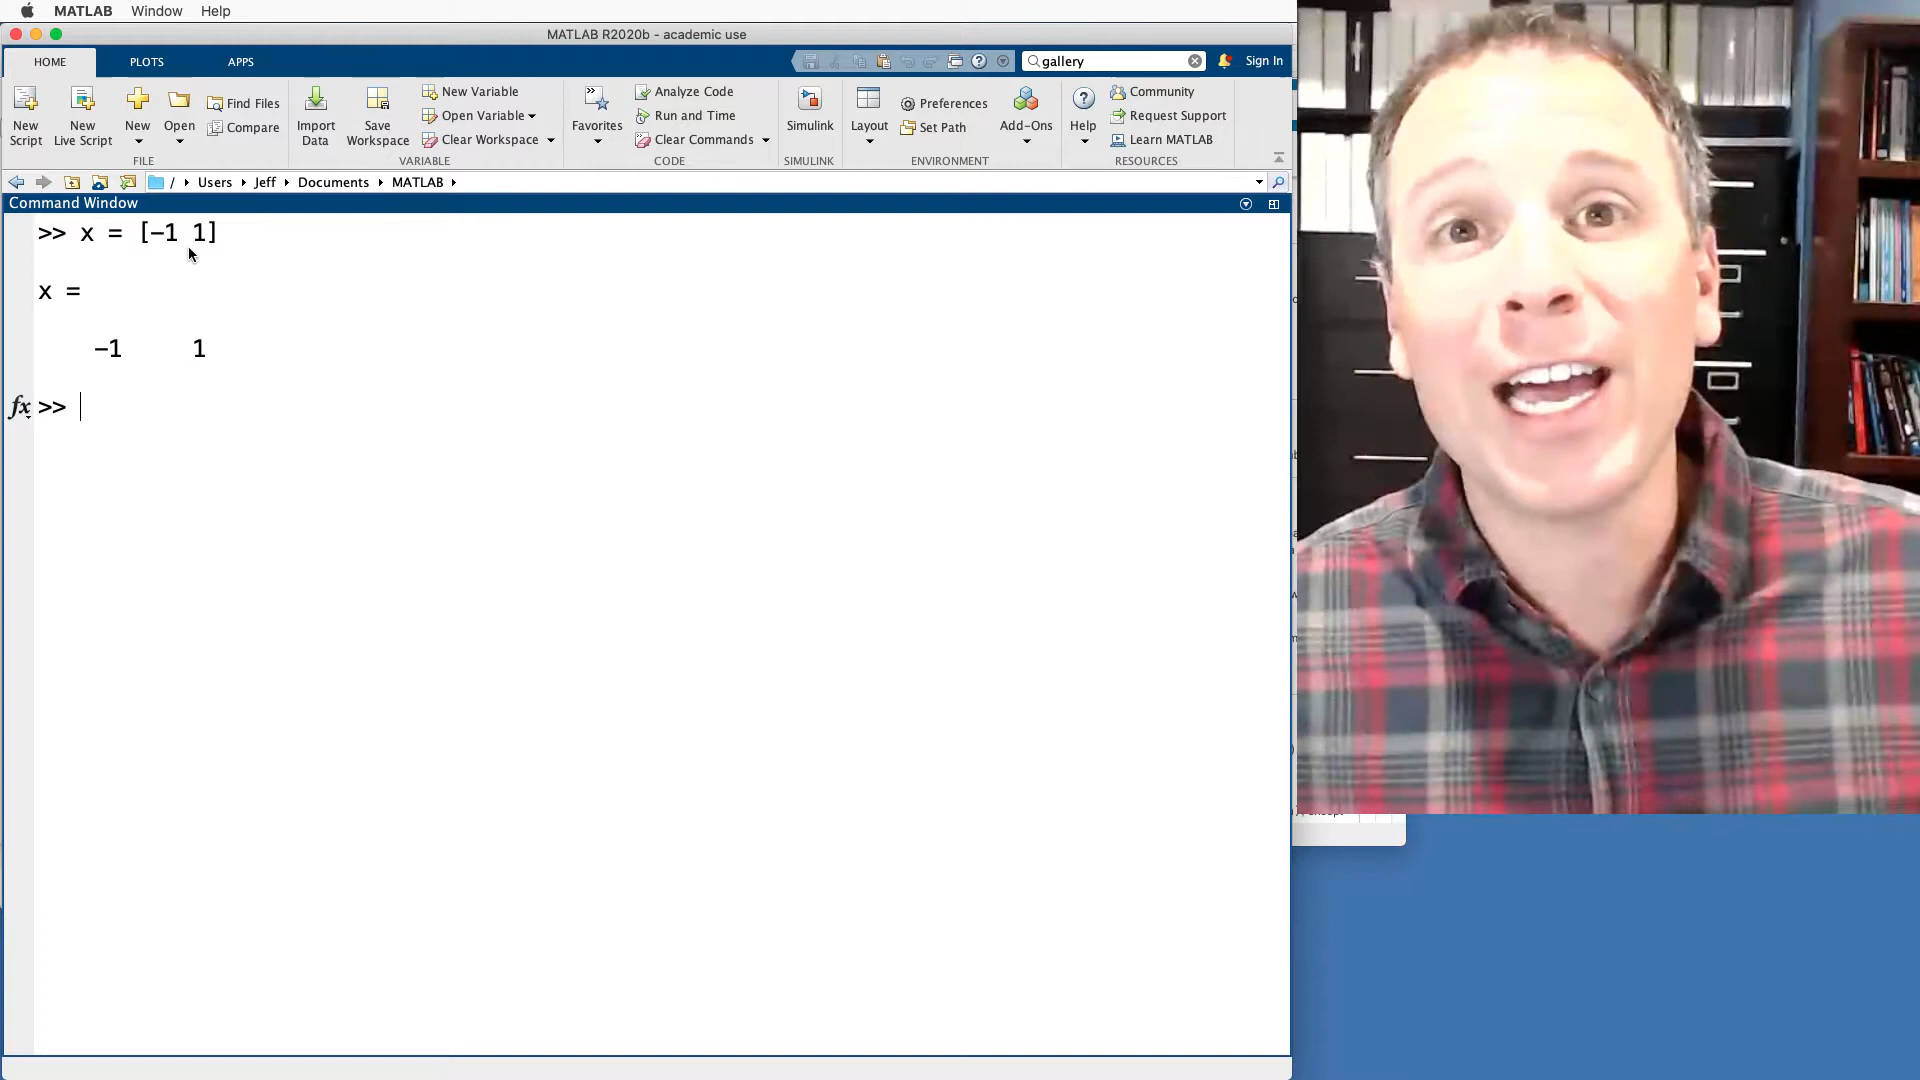 MATLAB Window Help
MATLAB R2020b - academic use
HOME PLOTS APPS
gallery
Sign In
New Script
New Live Script
New
Open
Find Files
Compare
FILE
Import Data
Save Workspace
New Variable
Open Variable
Clear Workspace
VARIABLE
Favorites
Analyze Code
Run and Time
Clear Commands
CODE
Simulink
SIMULINK
Layout
Preferences
Set Path
Add-Ons
ENVIRONMENT
Help
Community
Request Support
Learn MATLAB
RESOURCES
/ Users Jeff Documents MATLAB
Command Window
>> x = [-1 1]
x =
-1 1
fx >>